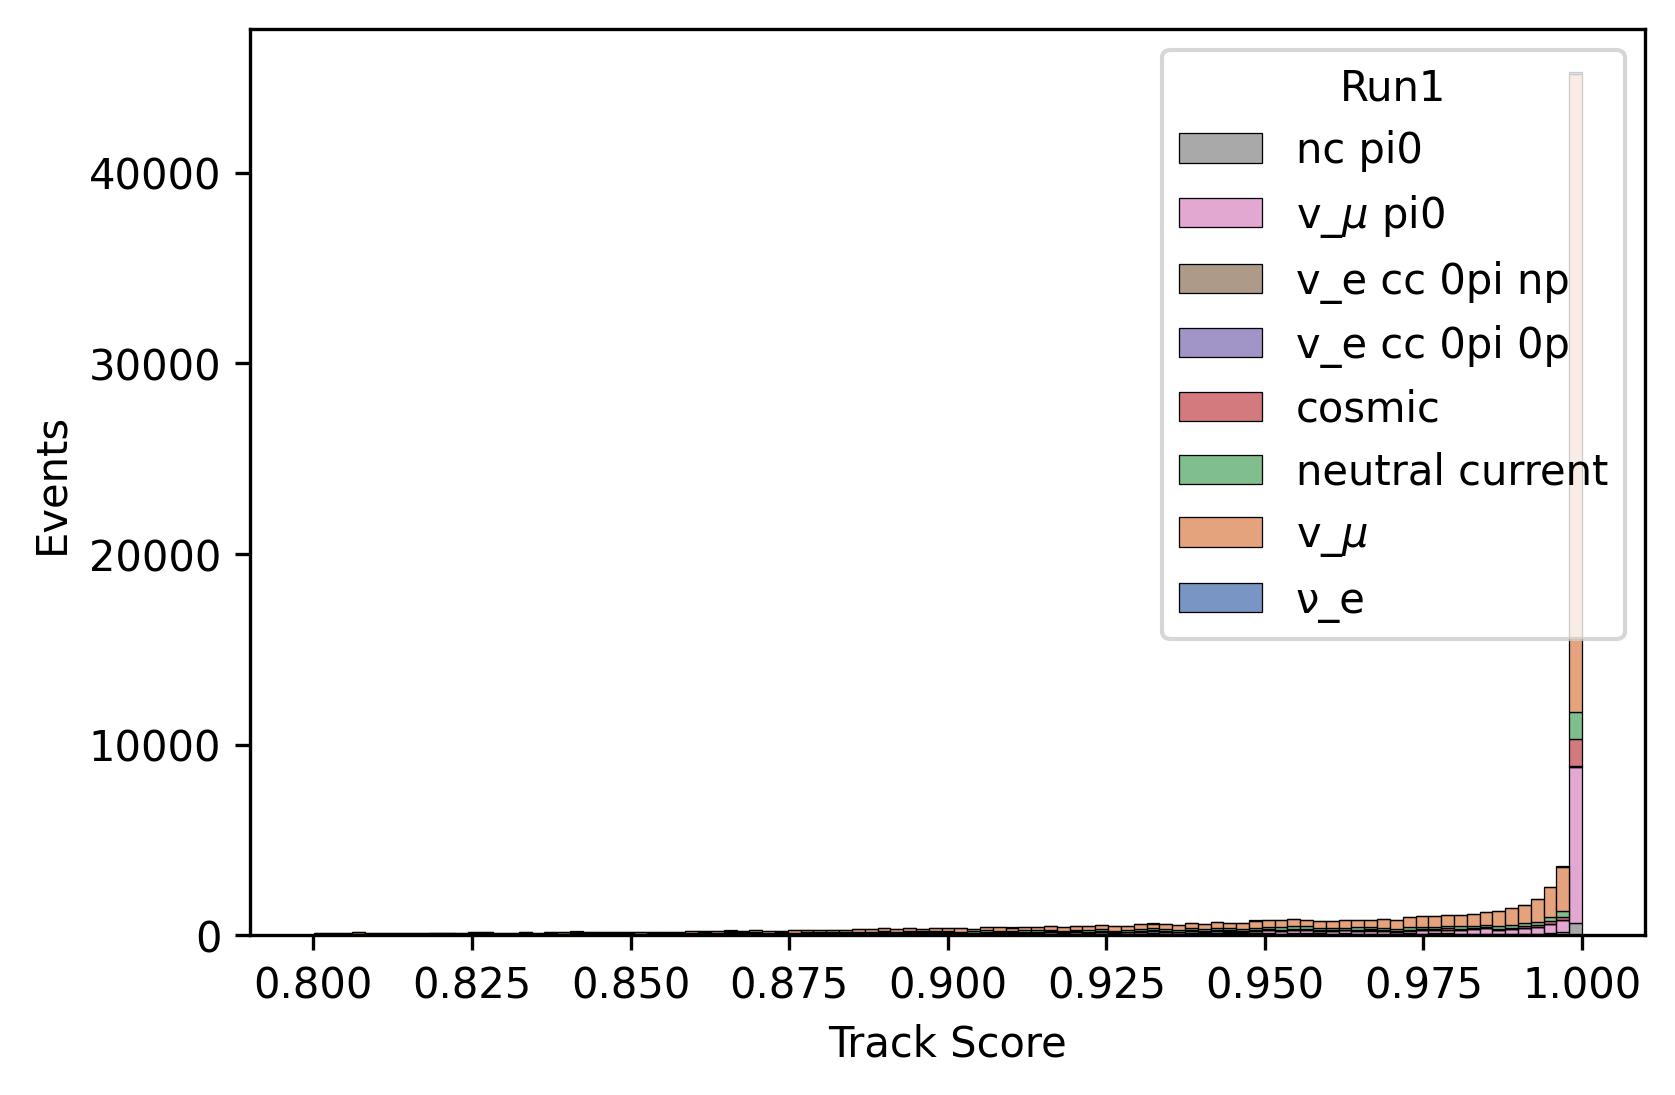 Run1
nc pi0
v_μ pi0
v_e cc 0pi np
v_e cc 0pi 0p
cosmic
neutral current
v_μ
ν_e
40000
30000
20000
10000
0
Events
0.800 0.825 0.850 0.875 0.900 0.925 0.950 0.975 1.000
Track Score